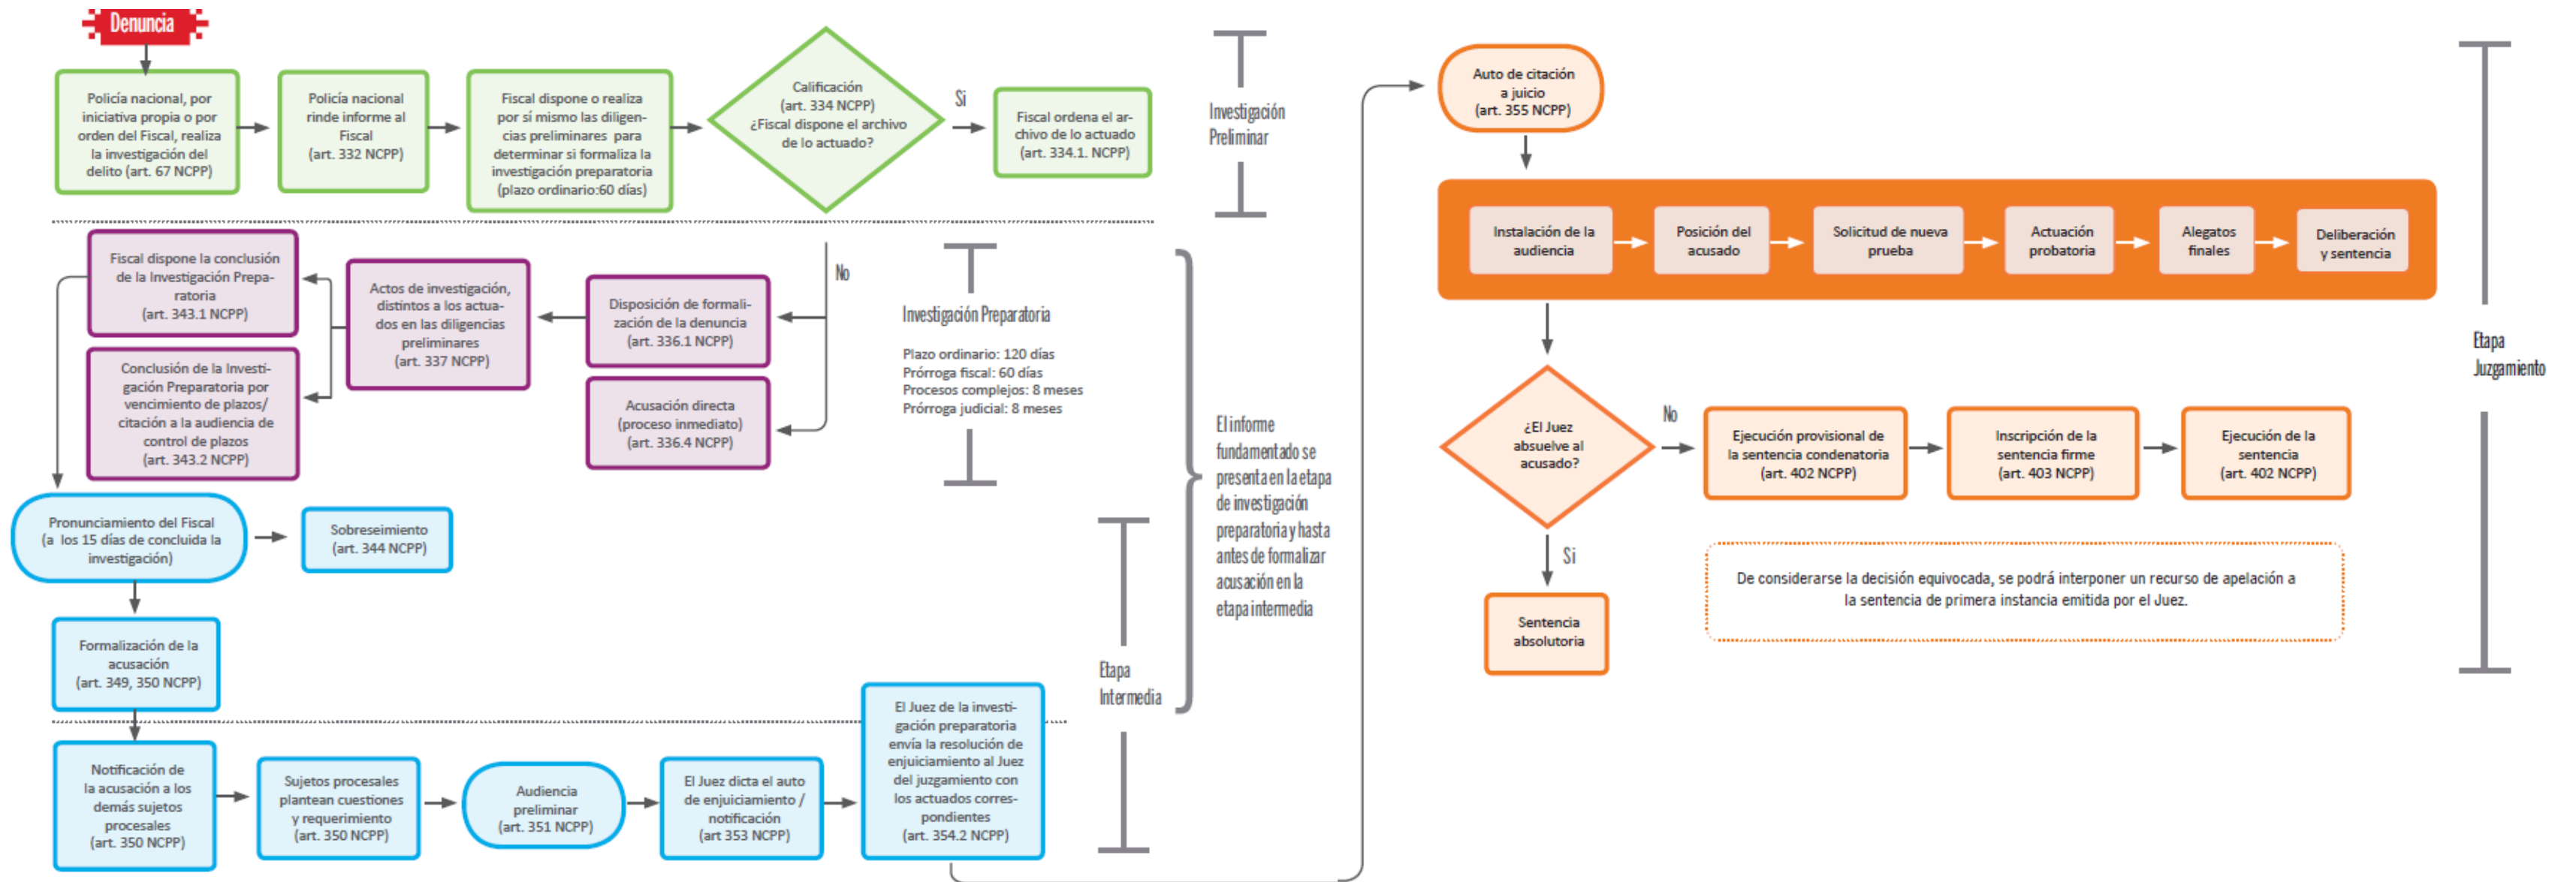 Denuncia
Policía nacional, por
iniciativa propia o por
orden del Fiscal, realiza
la investigación del
delito (art. 67 NCPP)
Policía nacional
rinde informe al
Fiscal
(art. 332 NCPP)
Fiscal dispone o realiza
por sí mismo las diligen-
cias preliminares para
determinar si formaliza la
investigación preparatoria
(plazo ordinario:60 días)
Calificación
(art. 334 NCPP)
¿Fiscal dispone el archivo
de lo actuado?
Si
Fiscal ordena el ar-
chivo de lo actuado
(art. 334.1. NCPP)
Investigación
Preliminar
No
Disposición de formali-
zación de la denuncia
(art. 336.1 NCPP)
Acusación directa
(proceso inmediato)
(art. 336.4 NCPP)
Actos de investigación,
distintos a los actua-
dos en las diligencias
preliminares
(art. 337 NCPP)
Fiscal dispone la conclusión
de la Investigación Prepa-
ratoria
(art. 343.1 NCPP)
Conclusión de la Investi-
gación Preparatoria por
vencimiento de plazos/
citación a la audiencia de
control de plazos
(art. 343.2 NCPP)
Investigación Preparatoria
Plazo ordinario: 120 días
Prórroga fiscal: 60 días
Procesos complejos: 8 meses
Prórroga judicial: 8 meses
El informe
fundamentado se
presenta en la etapa
de investigación
preparatoria y hasta
antes de formalizar
acusación en la
etapa intermedia
Pronunciamiento del Fiscal
(a los 15 días de concluida la
investigación)
Sobreseimiento
(art. 344 NCPP)
Formalización de la
acusación
(art. 349, 350 NCPP)
Etapa
Intermedia
Notificación de
la acusación a los
demás sujetos
procesales
(art. 350 NCPP)
Sujetos procesales
plantean cuestiones
y requerimiento
(art. 350 NCPP)
Audiencia
preliminar
(art. 351 NCPP)
El Juez dicta el auto
de enjuiciamiento /
notificación
(art 353 NCPP)
El Juez de la investi-
gación preparatoria
envía la resolución de
enjuiciamiento al Juez
del juzgamiento con
los actuados corres-
pondientes
(art. 354.2 NCPP)
Auto de citación
a juicio
(art. 355 NCPP)
Instalación de la
audiencia
Posición del
acusado
Solicitud de nueva
prueba
Actuación
probatoria
Alegatos
finales
Deliberación
y sentencia
Etapa
Juzgamiento
¿El Juez
absuelve al
acusado?
No
Ejecución provisional de
la sentencia condenatoria
(art. 402 NCPP)
Inscripción de la
sentencia firme
(art. 403 NCPP)
Ejecución de la
sentencia
(art. 402 NCPP)
Si
Sentencia
absolutoria
De considerarse la decisión equivocada, se podrá interponer un recurso de apelación a
la sentencia de primera instancia emitida por el Juez.